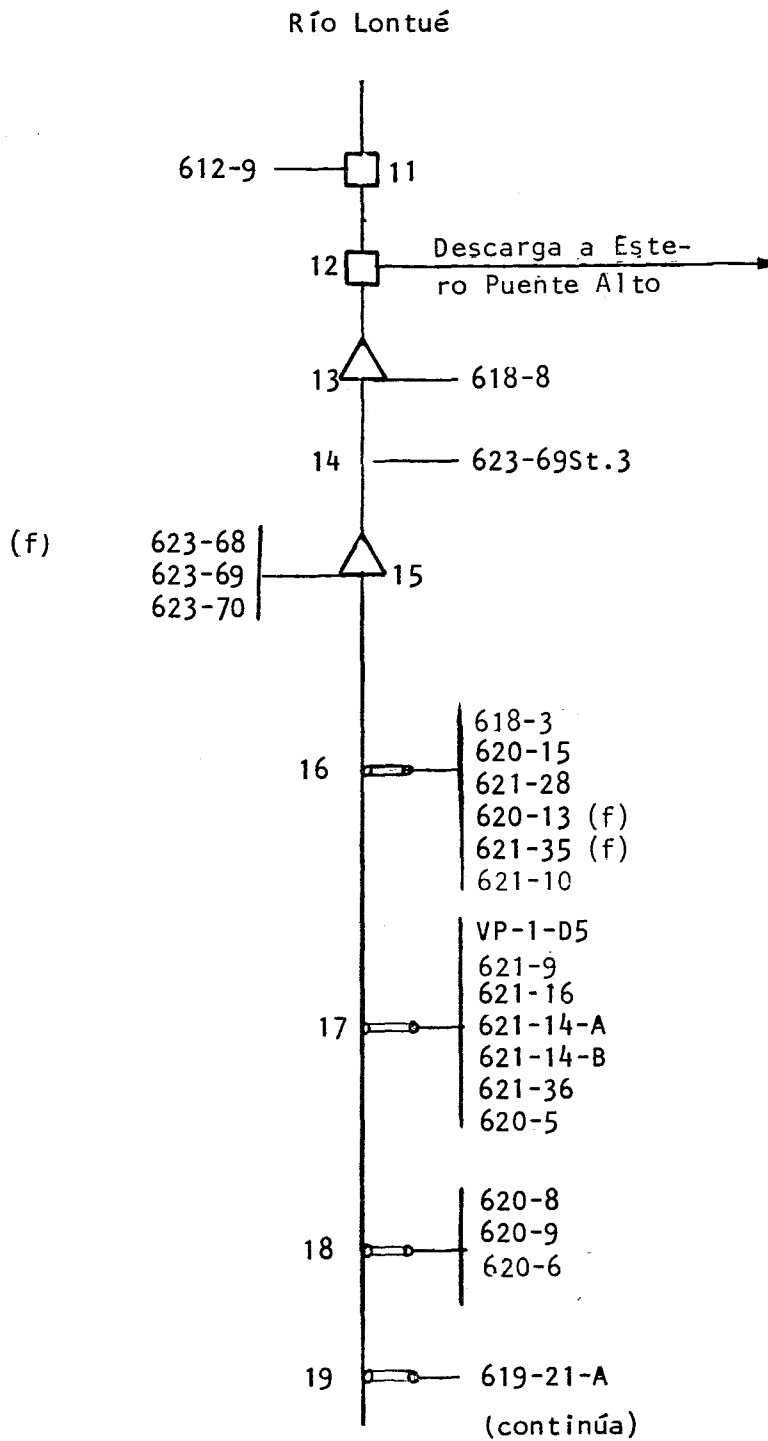 Río Lontué
612-9
11
12
Descarga a Este-
ro Puente Alto
13
618-8
14
623-69St.3
(f)
623-68
623-69
623-70
15
16
618-3
620-15
621-28
620-13 (f)
621-35 (f)
621-10
17
VP-1-D5
621-9
621-16
621-14-A
621-14-B
621-36
620-5
18
620-8
620-9
620-6
19
619-21-A
(continúa)